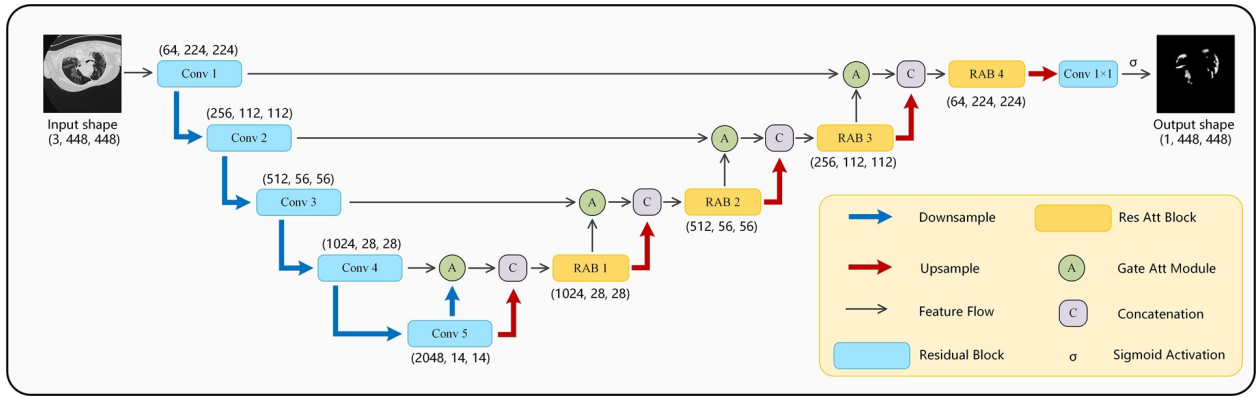 (64, 224, 224)
Conv 1
A
C
RAB 4
Conv 1×1
σ
(64, 224, 224)
Input shape
(3, 448, 448)
Output shape
(1, 448, 448)
(256, 112, 112)
Conv 2
A
C
RAB 3
(256, 112, 112)
(512, 56, 56)
Conv 3
A
C
RAB 2
(512, 56, 56)
(1024, 28, 28)
Conv 4
A
C
RAB 1
(1024, 28, 28)
Conv 5
(2048, 14, 14)
Downsample
Res Att Block
Upsample
A
Gate Att Module
Feature Flow
C
Concatenation
Residual Block
σ
Sigmoid Activation